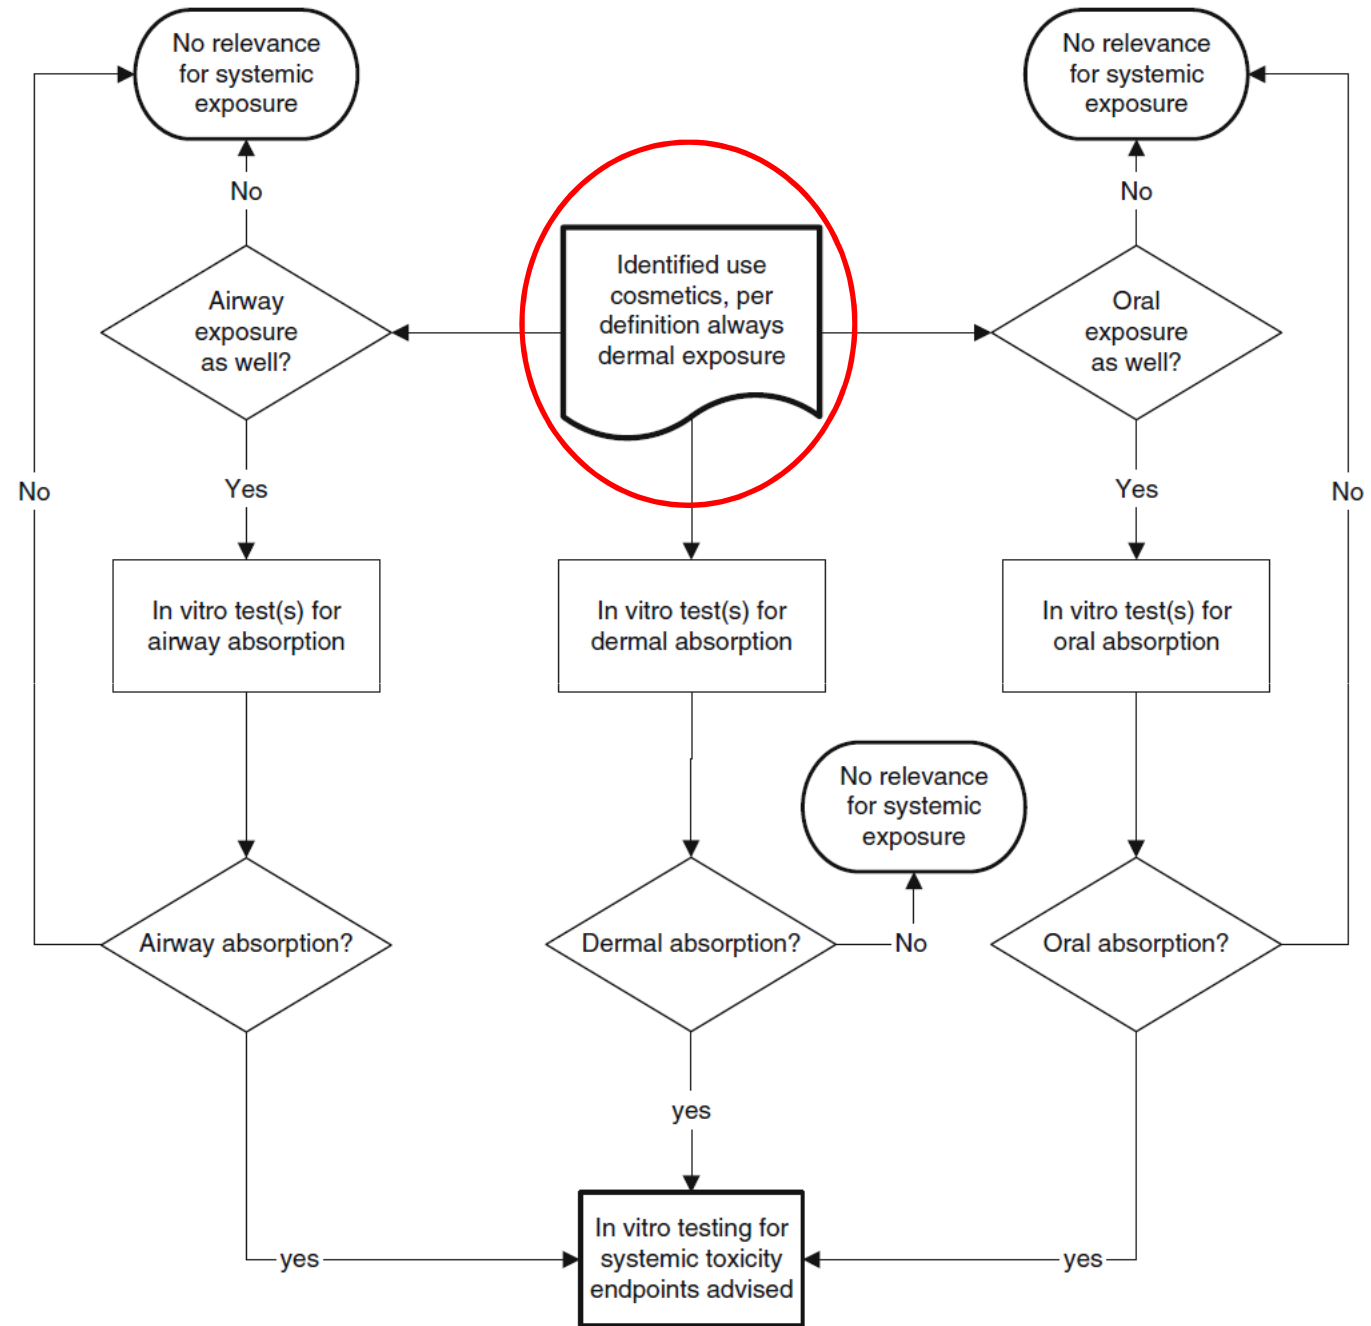 No relevance
for systemic
exposure
No relevance
for systemic
exposure
No
No
Identified use
cosmetics, per
definition always
dermal exposure
Airway
exposure
as well?
Oral
exposure
as well?
No
Yes
Yes
No
In vitro test(s) for
airway absorption
In vitro test(s) for
dermal absorption
In vitro test(s) for
oral absorption
No relevance
for systemic
exposure
Airway absorption?
Dermal absorption?
No
Oral absorption?
yes
In vitro testing for
systemic toxicity
endpoints advised
yes
yes